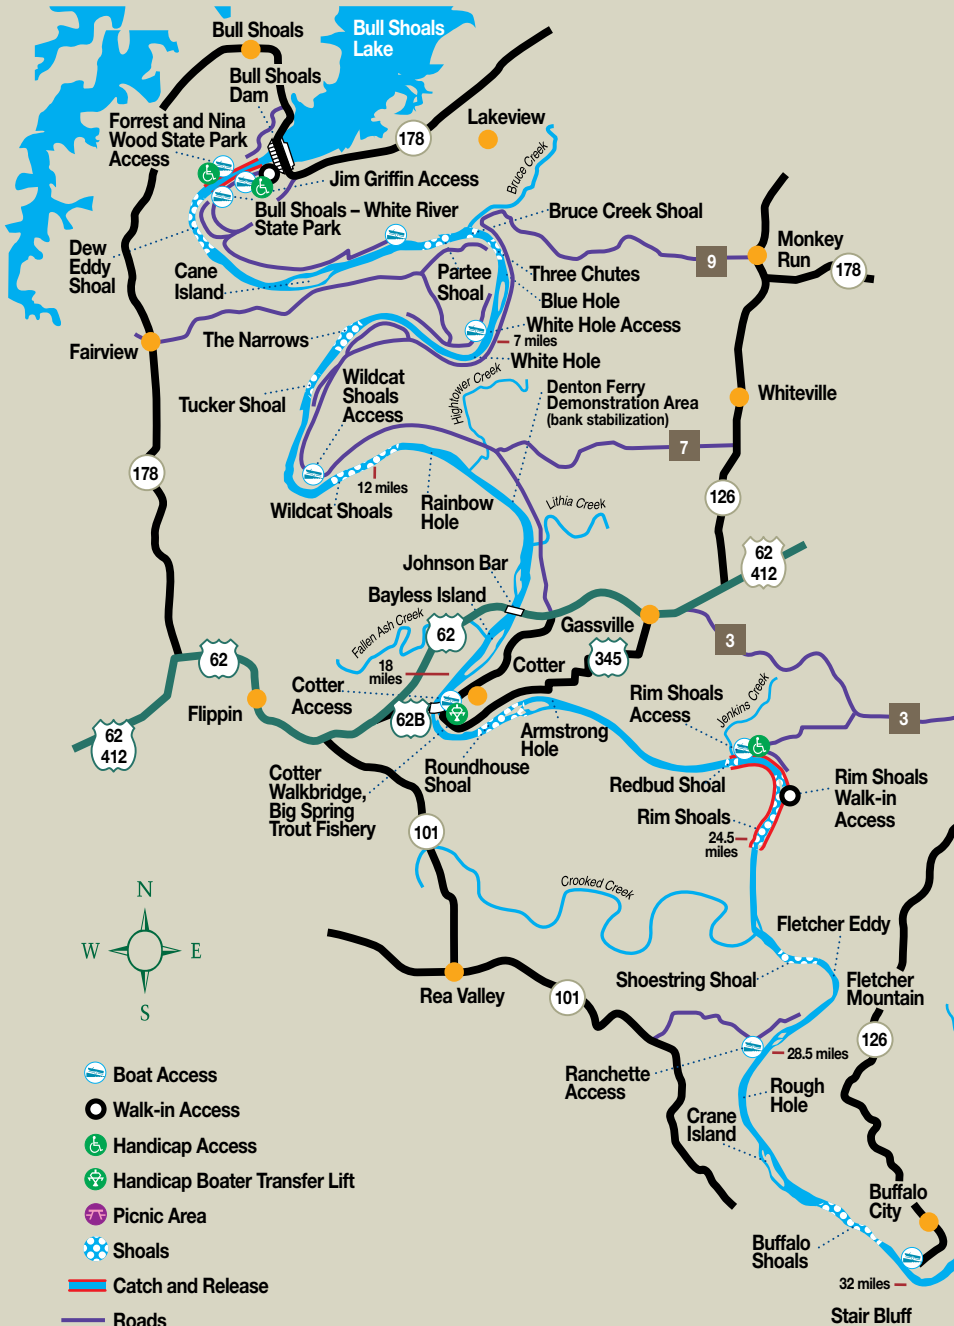 Bull Shoals
Bull Shoals
Lake
Bull Shoals
Dam
Forrest and Nina
Wood State Park
Access
178
Lakeview
Bruce Creek
Jim Griffin Access
Bull Shoals – White River
State Park
Bruce Creek Shoal
Dew
Eddy
Shoal
Cane
Island
Partee
Shoal
Three Chutes
Blue Hole
9
Monkey
Run
178
Fairview
The Narrows
White Hole Access
7 miles
White Hole
Tucker Shoal
Wildcat
Shoals
Access
Hightower Creek
Denton Ferry
Demonstration Area
(bank stabilization)
Whiteville
7
178
12 miles
Wildcat Shoals
Rainbow
Hole
Lithia Creek
126
Johnson Bar
62
412
Bayless Island
Fallen Ash Creek
62
Gassville
3
62
18
miles
Cotter
345
Cotter
Access
62B
Flippin
62
412
Rim Shoals
Access
Jenkins Creek
3
Armstrong
Hole
Roundhouse
Shoal
Cotter
Walkbridge,
Big Spring
Trout Fishery
Redbud Shoal
Rim Shoals
Walk-in
Access
Rim Shoals
24.5
miles
101
Crooked Creek
N
W
E
S
Fletcher Eddy
Shoestring Shoal
Fletcher
Mountain
Rea Valley
101
126
28.5 miles
Ranchette
Access
Rough
Hole
Crane
Island
Buffalo
City
Buffalo
Shoals
32 miles
Stair Bluff
Boat Access
Walk-in Access
Handicap Access
Handicap Boater Transfer Lift
Picnic Area
Shoals
Catch and Release
Roads